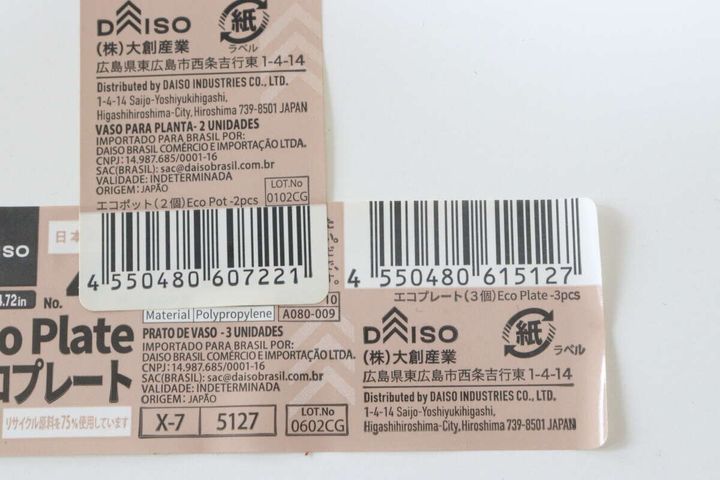 DAISO
紙
ラベル
(株)大創産業
広島県東広島市西条吉行東1-4-14
Distributed by DAISO INDUSTRIES CO., LTD.
1-4-14 Saijo-Yoshiyukihigashi,
Higashihiroshima-City, Hiroshima 739-8501 JAPAN
VASO PARA PLANTA- 2 UNIDADES
IMPORTADO PARA BRASIL POR:
DAISO BRASIL COMÉRCIO E IMPORTAÇÃO LTDA.
CNPJ: 14.987.685/0001-16
SAC(BRASIL): sac@daisobrasil.com.br
VALIDADE: INDETERMINADA
ORIGEM: JAPÃO
LOT.No
0102CG
エコポット(2個)Eco Pot -2pcs
4 550480 607221
ISO
日本
4.72in
No.
10
Material Polypropylene
A080-009
o Plate
コプレート
リサイクル原料を75%使用しています
PRATO DE VASO - 3 UNIDADES
IMPORTADO PARA BRASIL POR:
DAISO BRASIL COMÉRCIO E IMPORTAÇÃO LTDA.
CNPJ: 14.987.685/0001-16
SAC(BRASIL): sac@daisobrasil.com.br
VALIDADE: INDETERMINADA
ORIGEM: JAPÃO
X-7 5127
LOT.No
0602CG
4 550480 615127
エコプレート(3個)Eco Plate -3pcs
DAISO
紙
ラベル
(株)大創産業
広島県東広島市西条吉行東1-4-14
Distributed by DAISO INDUSTRIES CO., LTD.
1-4-14 Saijo-Yoshiyukihigashi,
Higashihiroshima-City, Hiroshima 739-8501 JAPAN